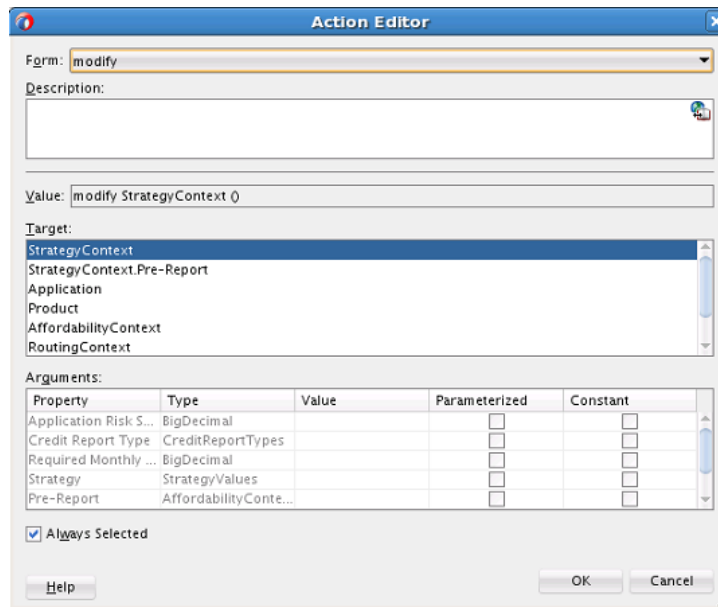 Action Editor
Form: modify
Description:
Value: modify StrategyContext ()
Target:
StrategyContext
StrategyContext.Pre-Report
Application
Product
AffordabilityContext
RoutingContext
Arguments:
Property Type Value Parameterized Constant
Application Risk S... BigDecimal
Credit Report Type CreditReportTypes
Required Monthly ... BigDecimal
Strategy StrategyValues
Pre-Report AffordabilityConte...
Always Selected
Help OK Cancel